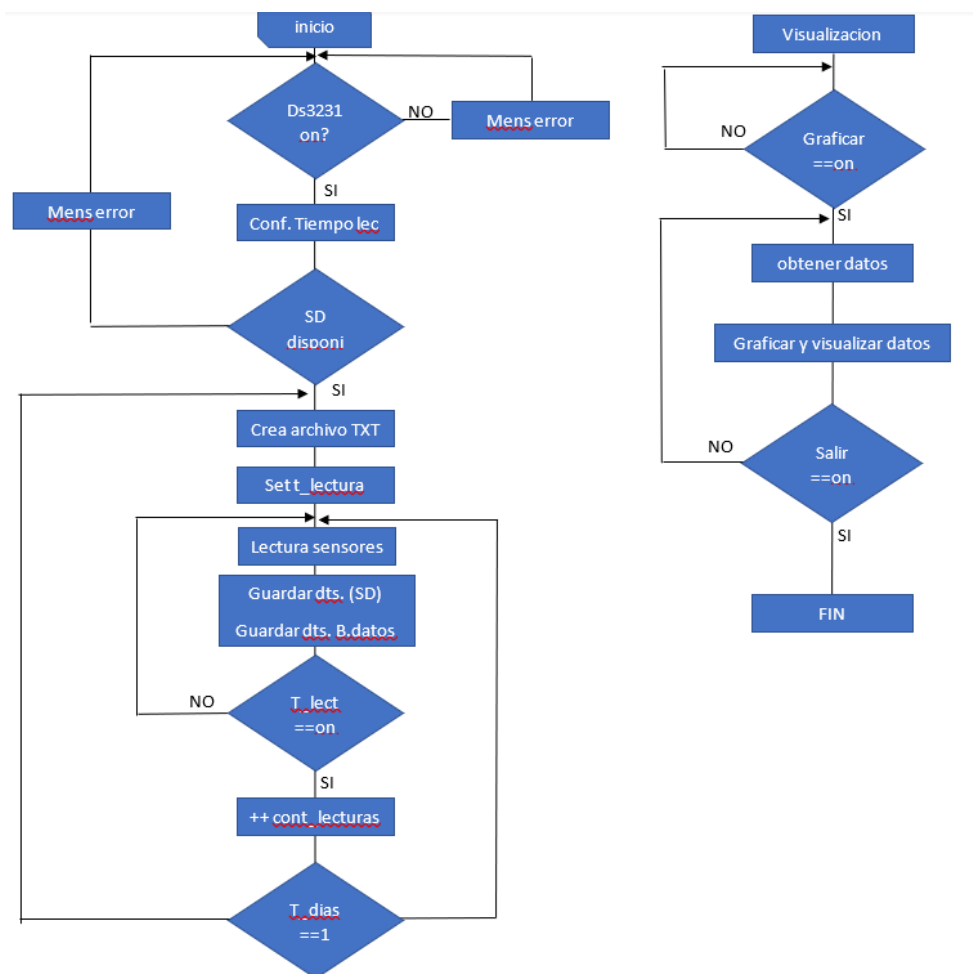 inicio
Ds3231
on?
NO
Mens error
SI
Mens error
Conf. Tiempo lec
SD
disponi
SI
Crea archivo TXT
Set t_lectura
Lectura sensores
Guardar dts. (SD)
Guardar dts. B.datos
NO
T_lect
==on
SI
++ cont_lecturas
T_dias
==1
Visualizacion
NO
Graficar
==on
SI
obtener datos
Graficar y visualizar datos
NO
Salir
==on
SI
FIN